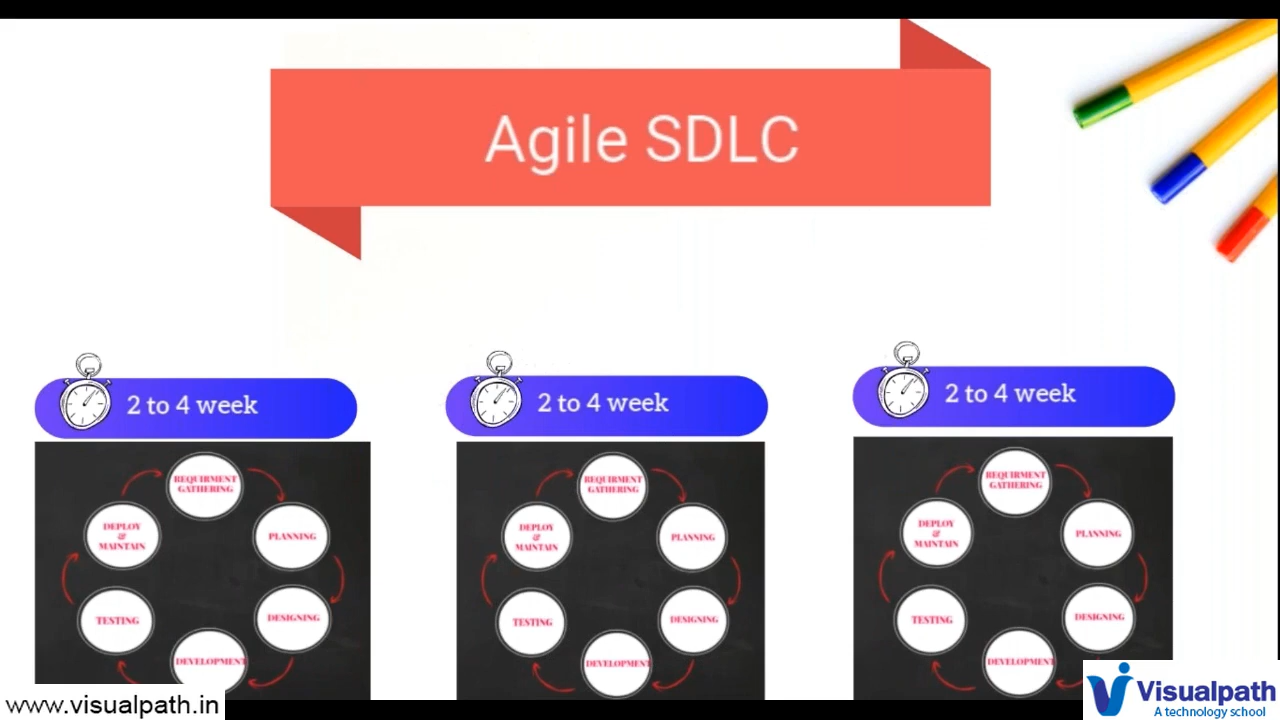 Agile SDLC
2 to 4 week
2 to 4 week
2 to 4 week
REQUIRMENT
GATHERING
DEPLOY
&
MAINTAIN
PLANNING
TESTING
DESIGNING
DEVELOPMENT
REQUIRMENT
GATHERING
DEPLOY
&
MAINTAIN
PLANNING
TESTING
DESIGNING
DEVELOPMENT
REQUIRMENT
GATHERING
DEPLOY
&
MAINTAIN
PLANNING
TESTING
DESIGNING
DEVELOPMENT
www.visualpath.in
Visualpath
A technology school